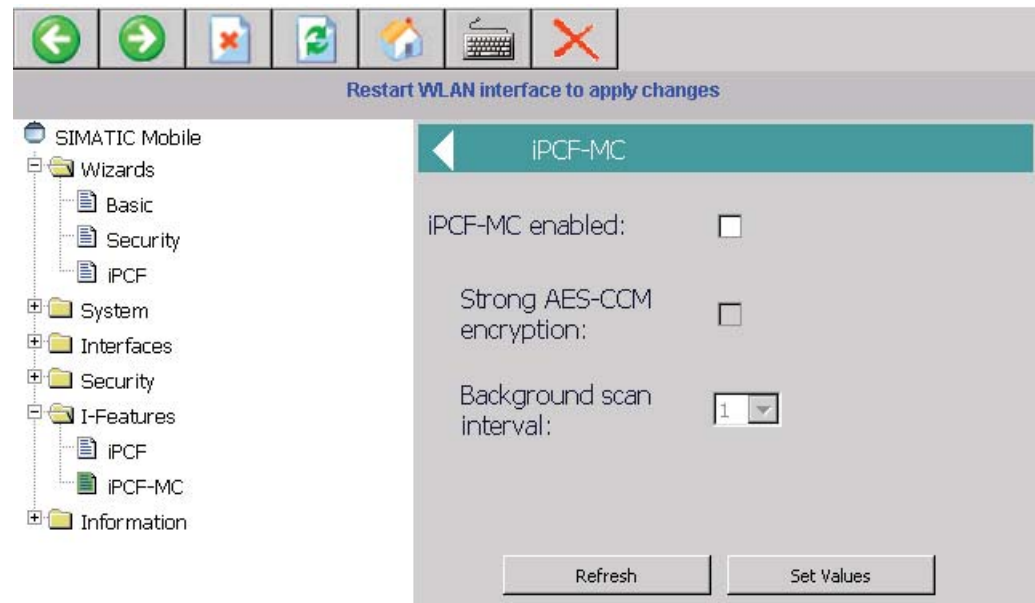 Restart WLAN interface to apply changes
SIMATIC Mobile
Wizards
Basic
Security
iPCF
System
Interfaces
Security
I-Features
iPCF
iPCF-MC
Information
iPCF-MC
iPCF-MC enabled:
Strong AES-CCM
encryption:
Background scan
interval:
1
Refresh
Set Values